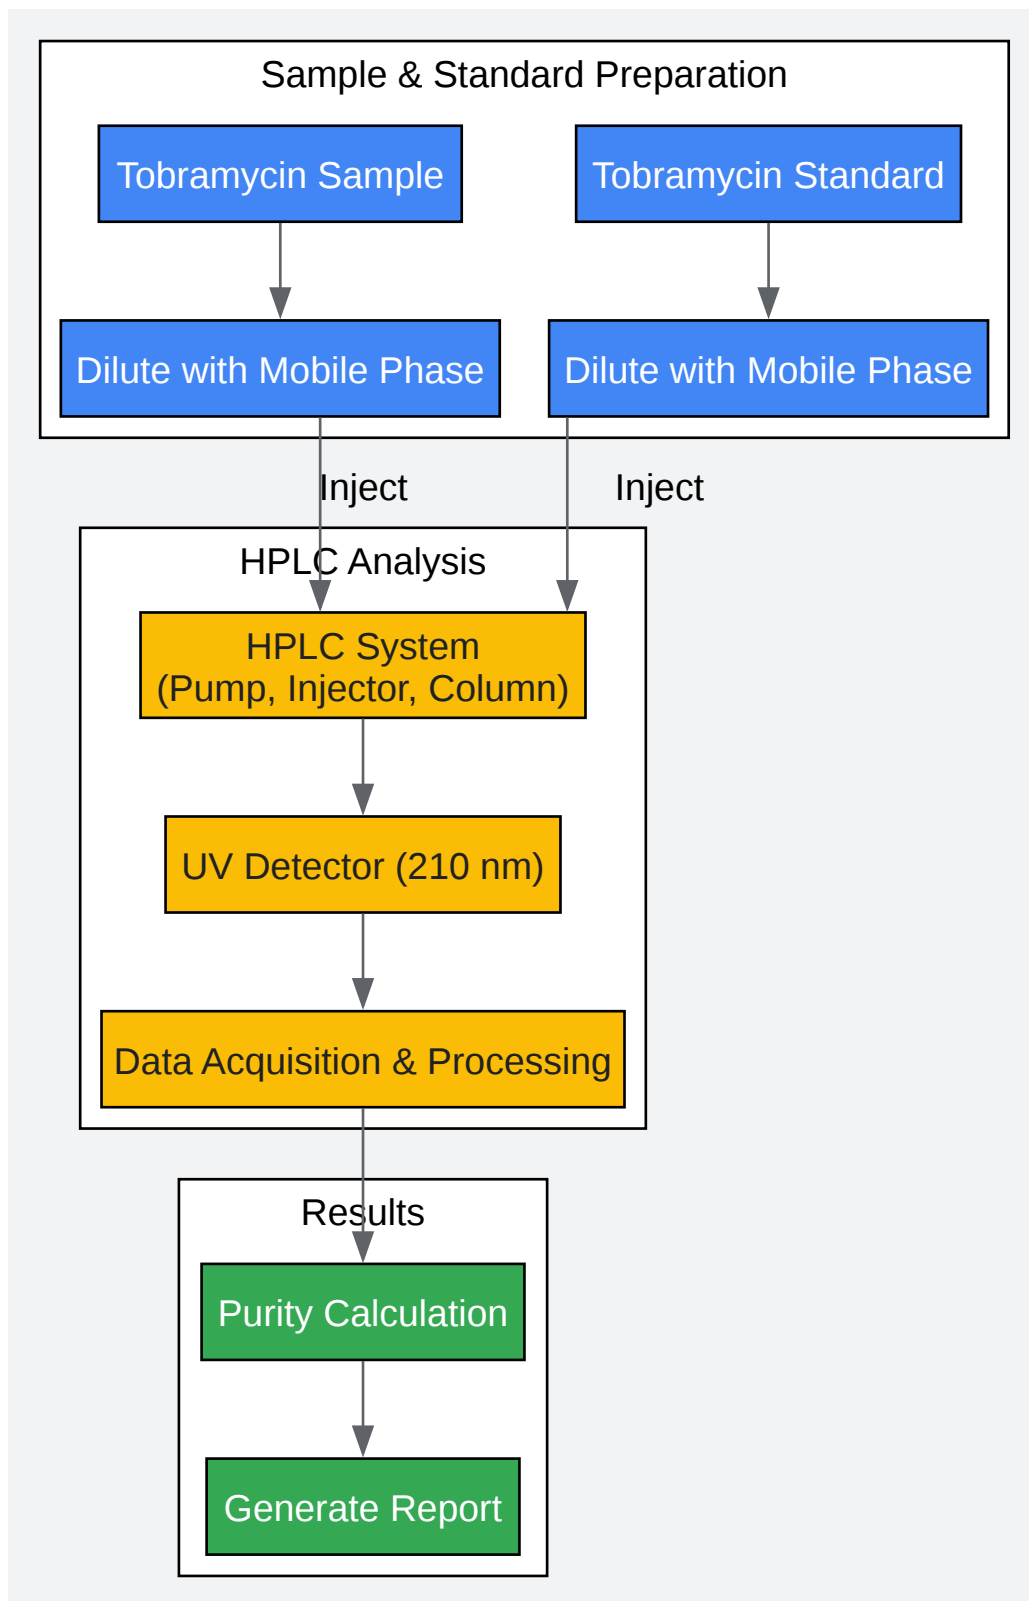 Sample & Standard Preparation
Tobramycin Sample
Tobramycin Standard
Dilute with Mobile Phase
Dilute with Mobile Phase
Inject
Inject
HPLC Analysis
HPLC System
(Pump, Injector, Column)
UV Detector (210 nm)
Data Acquisition & Processing
Results
Purity Calculation
Generate Report